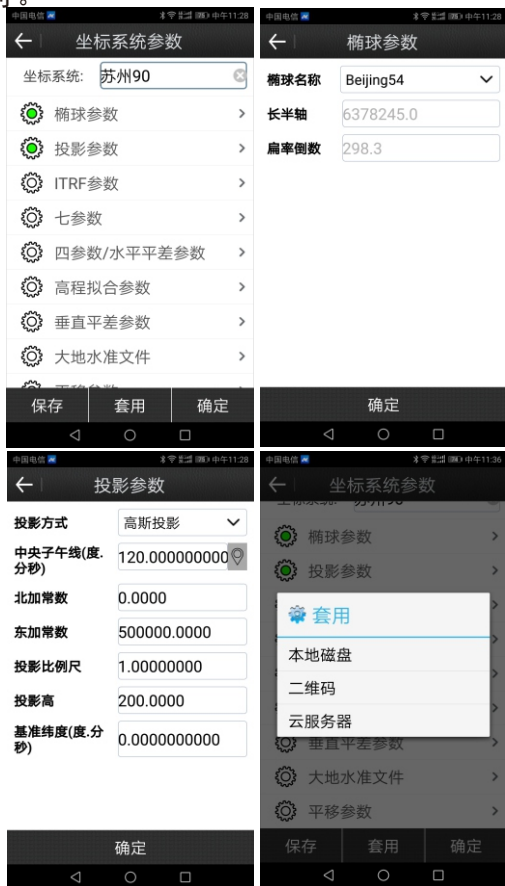 中国电信 中午11:28
坐标系统参数
坐标系统: 苏州90
椭球参数
投影参数
ITRF参数
七参数
四参数/水平平差参数
高程拟合参数
垂直平差参数
大地水准文件
保存 套用 确定
中国电信 中午11:28
椭球参数
椭球名称 Beijing54
长半轴 6378245.0
扁率倒数 298.3
确定
中国电信 中午11:28
投影参数
投影方式 高斯投影
中央子午线(度.
分秒) 120.000000000
北加常数 0.0000
东加常数 500000.0000
投影比例尺 1.00000000
投影高 200.0000
基准纬度(度.分
秒) 0.0000000000
确定
中国电信 中午11:36
坐标系统参数
椭球参数
投影参数
套用
本地磁盘
二维码
云服务器
垂直平差参数
大地水准文件
平移参数
保存 套用 确定